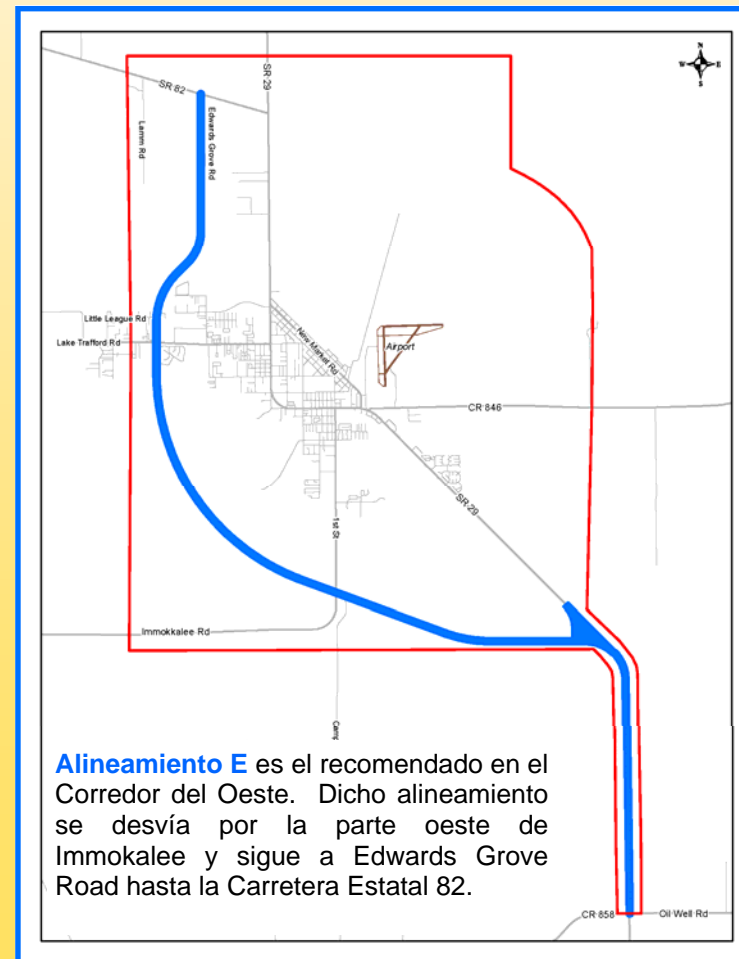 N
W E
S
SR 82
SR 29
Edwards Grove Rd
Lamm Rd
Little League Rd
Lake Trafford Rd
New Market Rd
Airport
CR 846
SR 29
1st St
Immokkalee Rd
Camp
Alineamiento E es el recomendado en el
Corredor del Oeste. Dicho alineamiento
se desvía por la parte oeste de
Immokalee y sigue a Edwards Grove
Road hasta la Carretera Estatal 82.
CR 858
Oil Well Rd